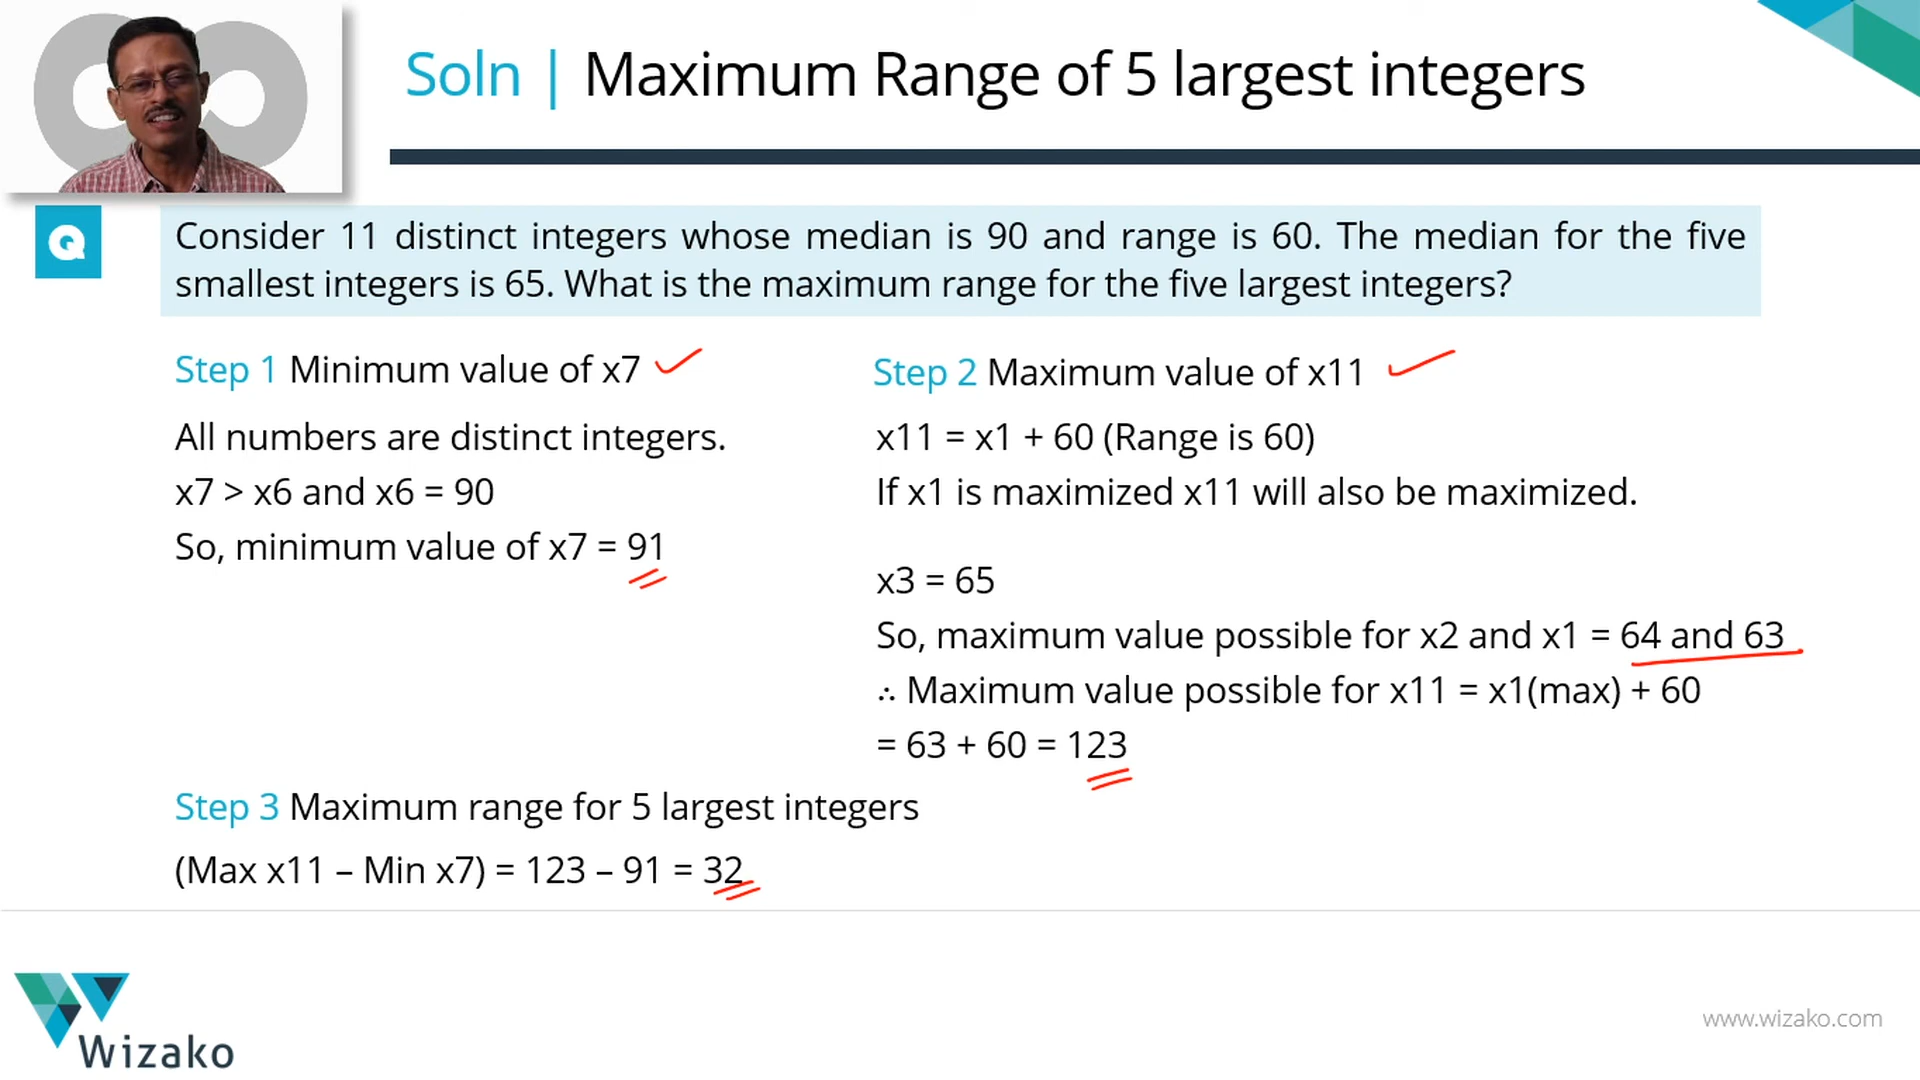 Soln | Maximum Range of 5 largest integers
Q
Consider 11 distinct integers whose median is 90 and range is 60. The median for the five
smallest integers is 65. What is the maximum range for the five largest integers?
Step 1 Minimum value of x7
All numbers are distinct integers.
x7 > x6 and x6 = 90
So, minimum value of x7 = 91
Step 2 Maximum value of x11
x11 = x1 + 60 (Range is 60)
If x1 is maximized x11 will also be maximized.
x3 = 65
So, maximum value possible for x2 and x1 = 64 and 63
∴ Maximum value possible for x11 = x1(max) + 60
= 63 + 60 = 123
Step 3 Maximum range for 5 largest integers
(Max x11 – Min x7) = 123 – 91 = 32
Wizako
www.wizako.com